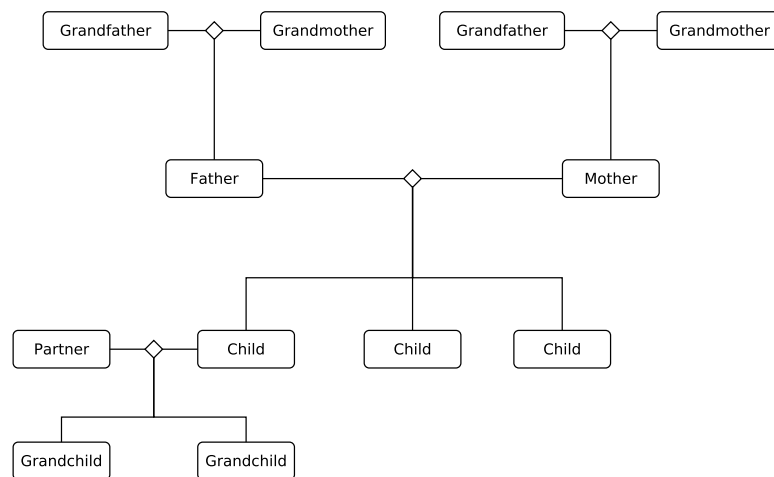 Grandfather
Grandmother
Grandfather
Grandmother
Father
Mother
Partner
Child
Child
Child
Grandchild
Grandchild